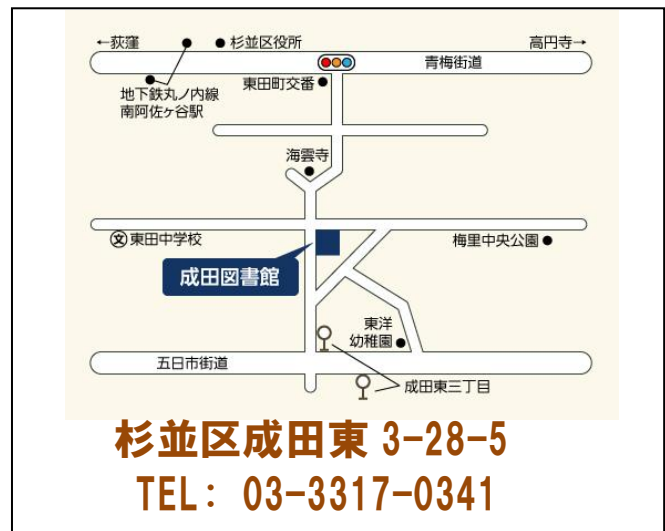 ←荻窪
杉並区役所
高円寺→
青梅街道
地下鉄丸ノ内線
南阿佐ヶ谷駅
東田町交番
海雲寺
文 東田中学校
梅里中央公園
成田図書館
東洋
幼稚園
五日市街道
成田東三丁目
杉並区成田東 3-28-5
TEL: 03-3317-0341